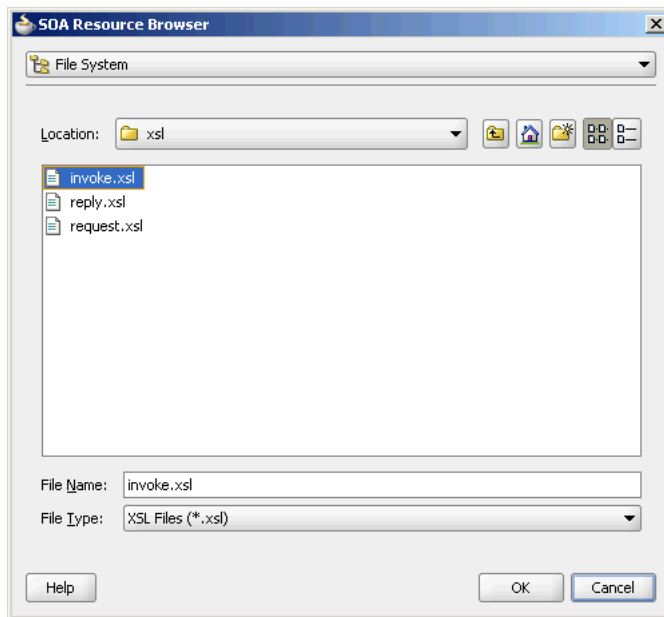 SOA Resource Browser
File System
Location: xsl
invoke.xsl
reply.xsl
request.xsl
File Name: invoke.xsl
File Type: XSL Files (*.xsl)
Help OK Cancel